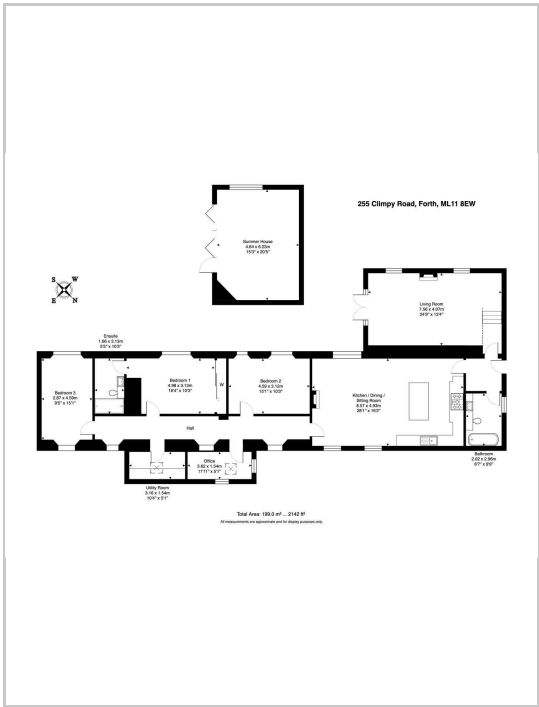 255 Climpy Road, Forth, ML11 8EW
Summer House
4.64 x 6.23m
15'3" x 20'5"
S W
E N
Living Room
7.56 x 4.07m
24'9" x 13'4"
Ensuite
1.66 x 3.13m
5'5" x 10'3"
Bedroom 3
2.87 x 4.59m
9'5" x 15'1"
Bedroom 1
4.98 x 3.13m
16'4" x 10'3"
W
Bedroom 2
4.59 x 3.13m
15'1" x 10'3"
Kitchen / Dining /
Sitting Room
8.57 x 4.93m
28'1" x 16'2"
Hall
Bathroom
2.02 x 2.96m
6'7" x 9'8"
Office
3.62 x 1.54m
11'11" x 5'1"
Utility Room
3.16 x 1.54m
10'4" x 5'1"
Total Area: 199.0 m² ... 2142 ft²
All measurements are approximate and for display purposes only.